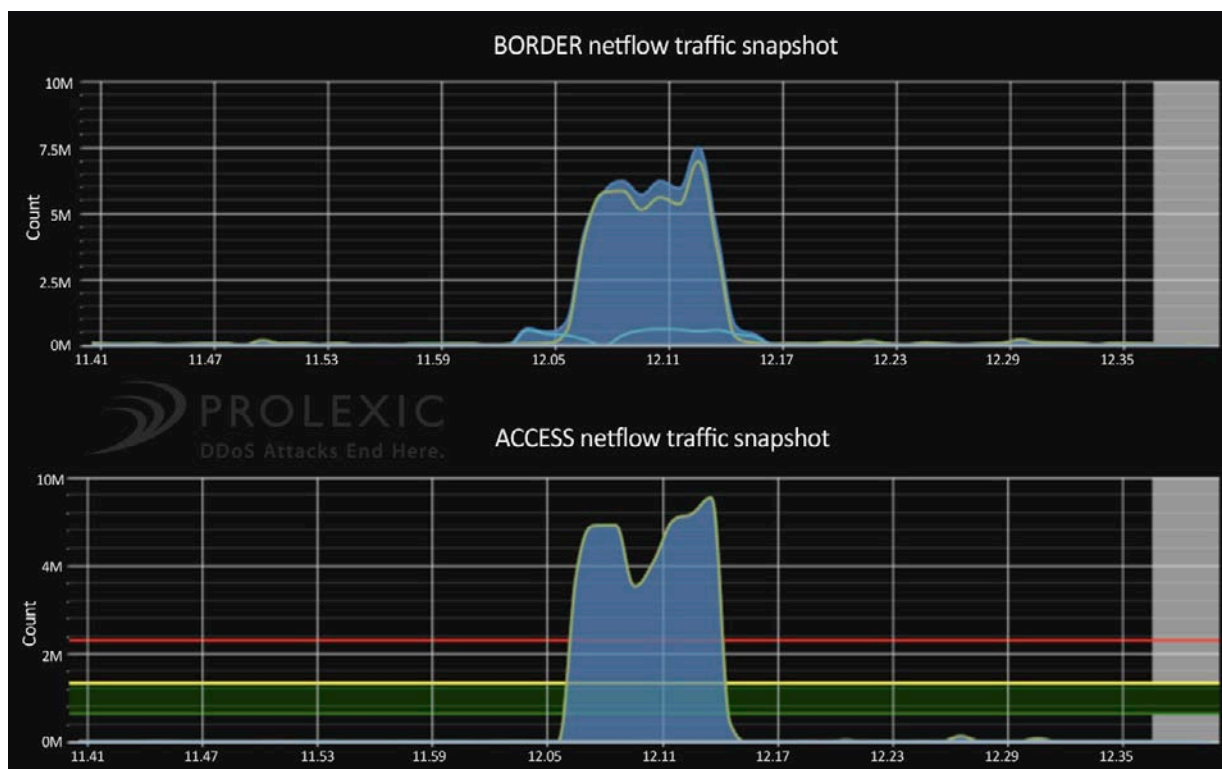 BORDER netflow traffic snapshot
10M
7.5M
5M
2.5M
0M
Count
11.41 11.47 11.53 11.59 12.05 12.11 12.17 12.23 12.29 12.35
PROLEXIC
DDoS Attacks End Here.
ACCESS netflow traffic snapshot
10M
4M
2M
0M
Count
11.41 11.47 11.53 11.59 12.05 12.11 12.17 12.23 12.29 12.35